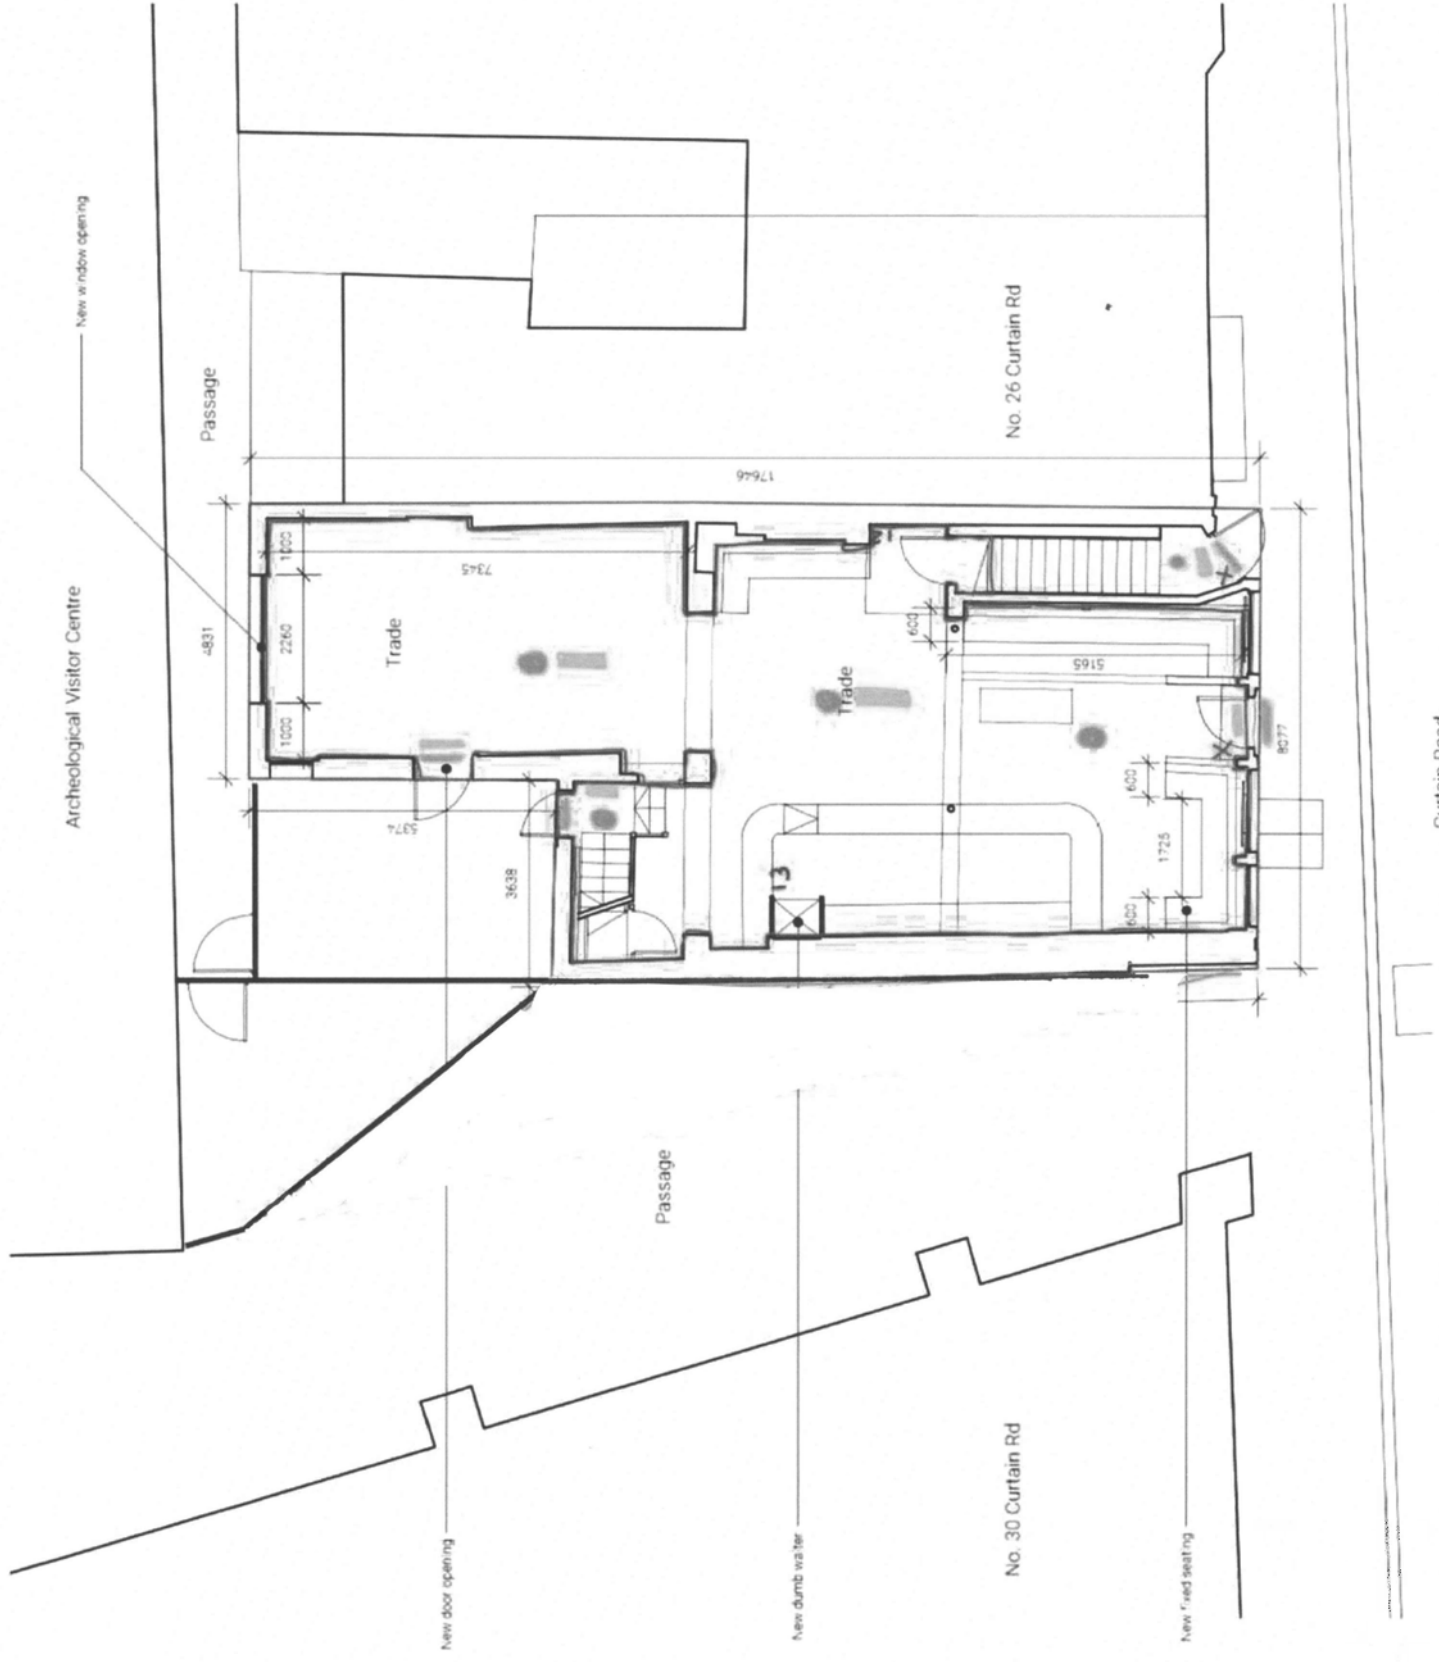 Archeological Visitor Centre
New window opening
Passage
4831
1000
2260
1000
7345
17646
Trade
Trade
5374
3638
600
5165
600
1725
600
8077
13
No. 26 Curtain Rd
Passage
No. 30 Curtain Rd
New door opening
New dumb waiter
New fixed seating